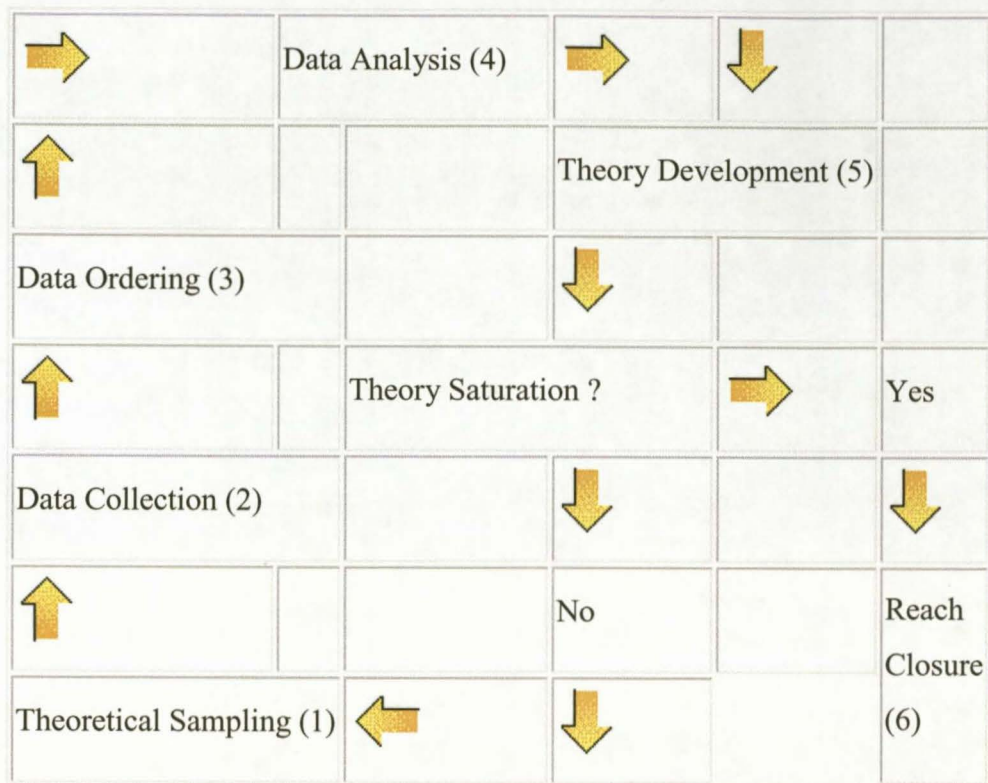 Data Analysis (4)
Theory Development (5)
Data Ordering (3)
Theory Saturation ?
Yes
Data Collection (2)
No
Reach
Closure
(6)
Theoretical Sampling (1)